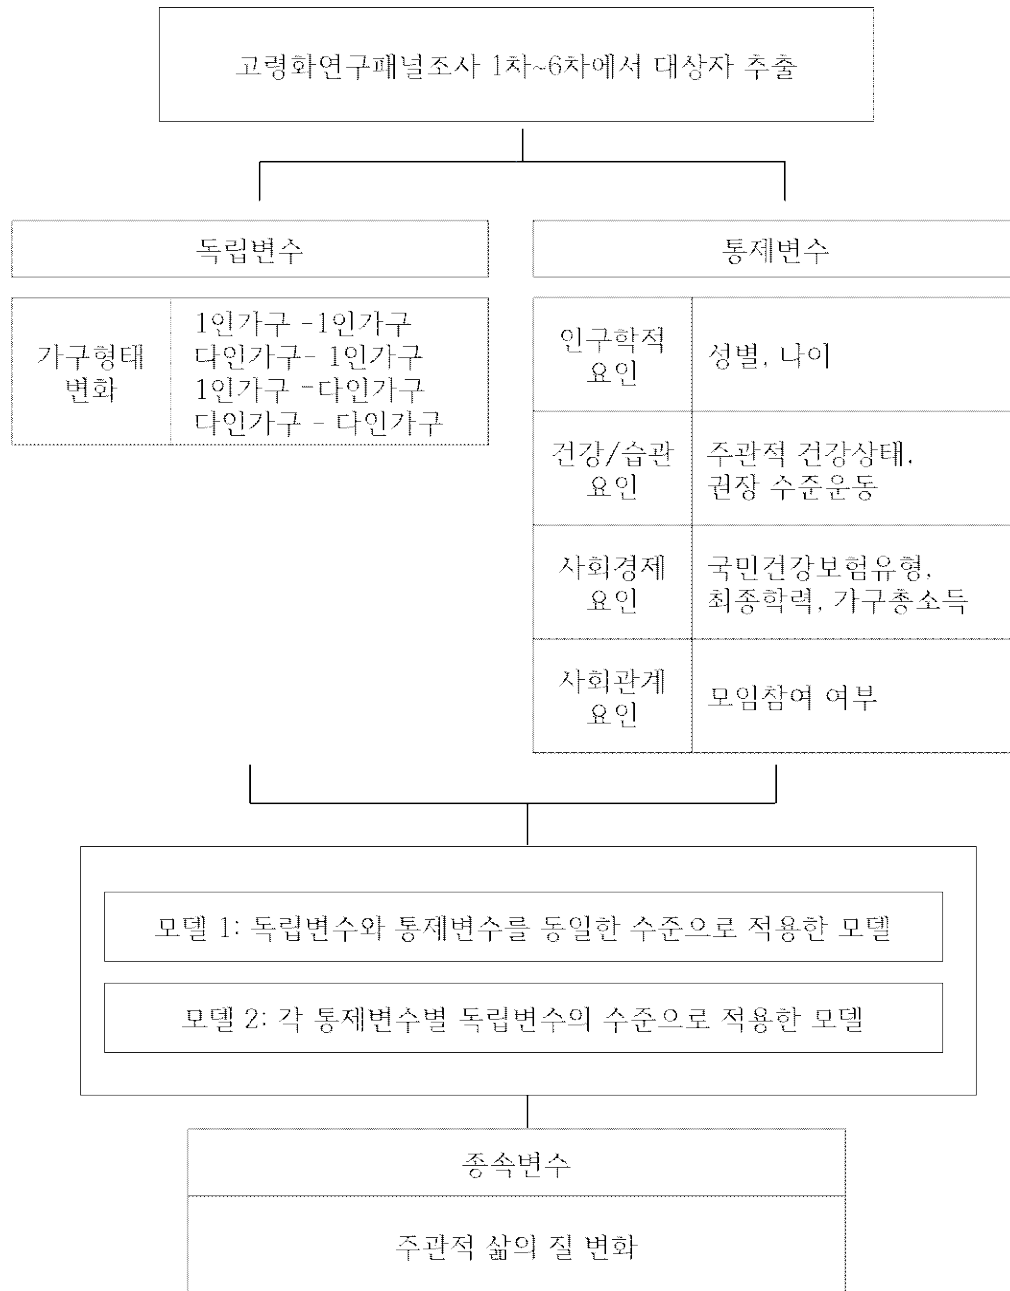 고령화연구패널조사 1차~6차에서 대상자 추출
독립변수
가구형태
변화
1인가구 -1인가구
다인가구- 1인가구
1인가구 -다인가구
다인가구 - 다인가구
통제변수
인구학적
요인
성별, 나이
건강/습관
요인
주관적 건강상태,
권장 수준운동
사회경제
요인
국민건강보험유형,
최종학력, 가구총소득
사회관계
요인
모임참여 여부
모델 1: 독립변수와 통제변수를 동일한 수준으로 적용한 모델
모델 2: 각 통제변수별 독립변수의 수준으로 적용한 모델
종속변수
주관적 삶의 질 변화